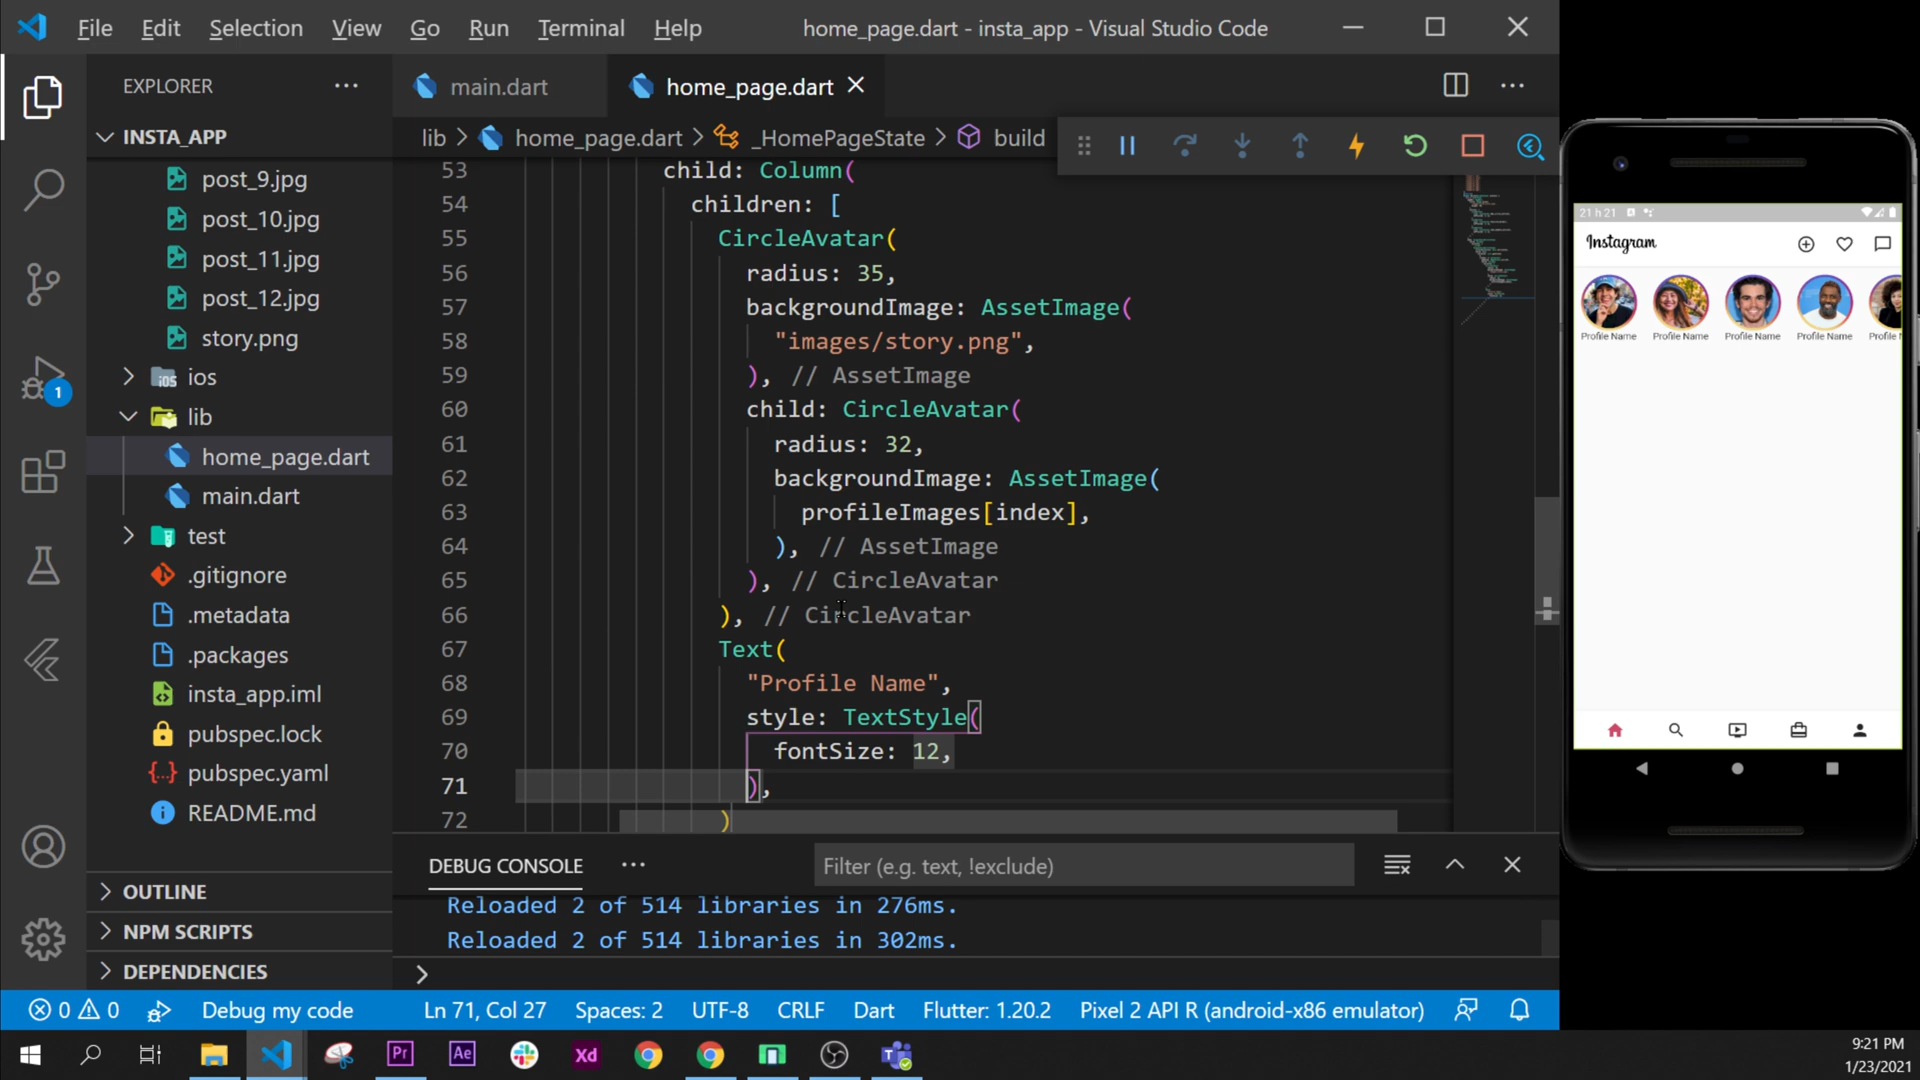 File Edit Selection View Go Run Terminal Help home_page.dart - insta_app - Visual Studio Code
EXPLORER
main.dart
home_page.dart
INSTA_APP
lib > home_page.dart > _HomePageState > build
post_9.jpg
post_10.jpg
post_11.jpg
post_12.jpg
story.png
ios
lib
home_page.dart
main.dart
test
.gitignore
.metadata
.packages
insta_app.iml
pubspec.lock
pubspec.yaml
README.md
OUTLINE
NPM SCRIPTS
DEPENDENCIES
1
53 child: Column(
54 children: [
55 CircleAvatar(
56 radius: 35,
57 backgroundImage: AssetImage(
58 "images/story.png",
59 ), // AssetImage
60 child: CircleAvatar(
61 radius: 32,
62 backgroundImage: AssetImage(
63 profileImages[index],
64 ), // AssetImage
65 ), // CircleAvatar
66 ), // CircleAvatar
67 Text(
68 "Profile Name",
69 style: TextStyle(
70 fontSize: 12,
71 ),
72 )
DEBUG CONSOLE
Filter (e.g. text, !exclude)
Reloaded 2 of 514 libraries in 276ms.
Reloaded 2 of 514 libraries in 302ms.
0 0 Debug my code Ln 71, Col 27 Spaces: 2 UTF-8 CRLF Dart Flutter: 1.20.2 Pixel 2 API R (android-x86 emulator)
21 h 21
Instagram
Profile Name Profile Name Profile Name Profile Name Profile N
Pr Ae Xd
9:21 PM
1/23/2021